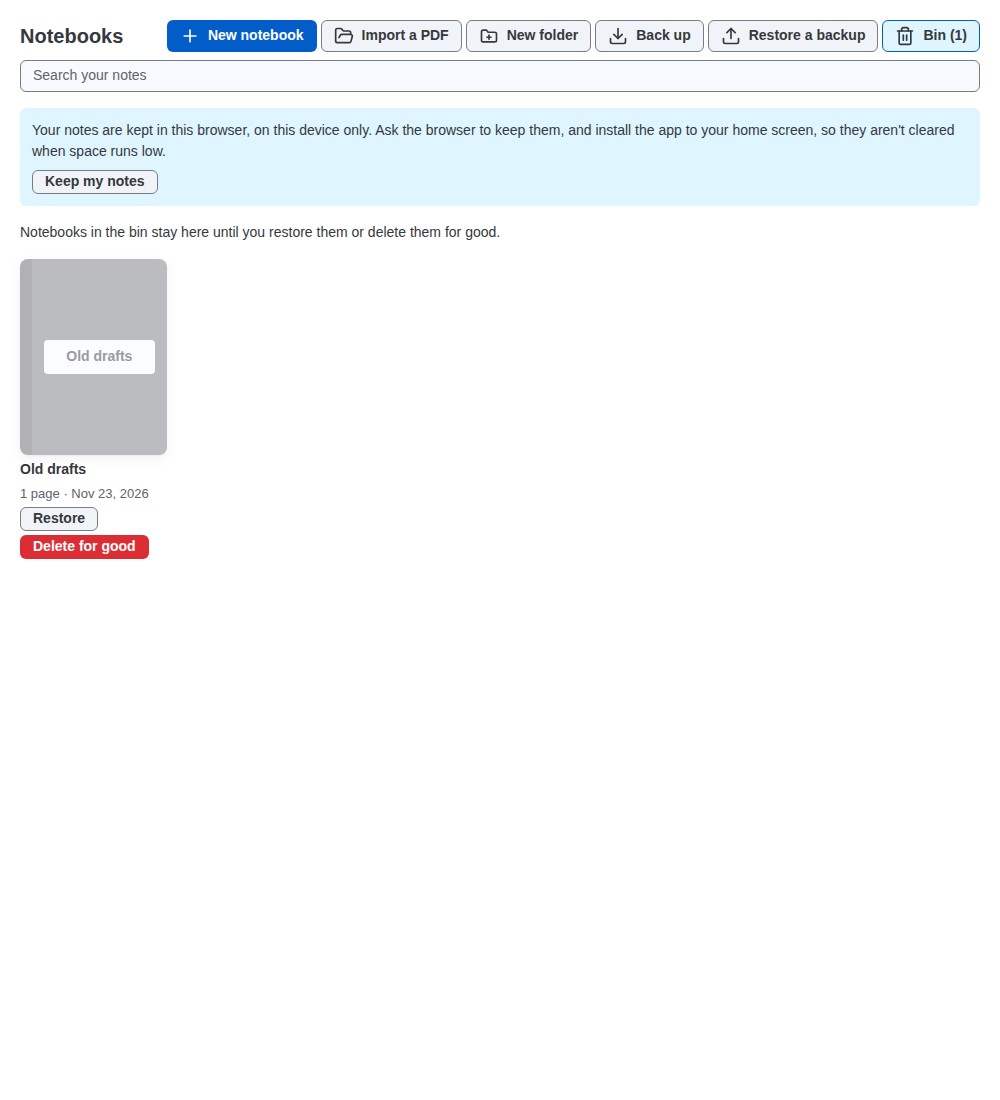 Notebooks
New notebook
Import a PDF
New folder
Back up
Restore a backup
Bin (1)
Search your notes
Your notes are kept in this browser, on this device only. Ask the browser to keep them, and install the app to your home screen, so they aren't cleared
when space runs low.
Keep my notes
Notebooks in the bin stay here until you restore them or delete them for good.
Old drafts
Old drafts
1 page · Nov 23, 2026
Restore
Delete for good